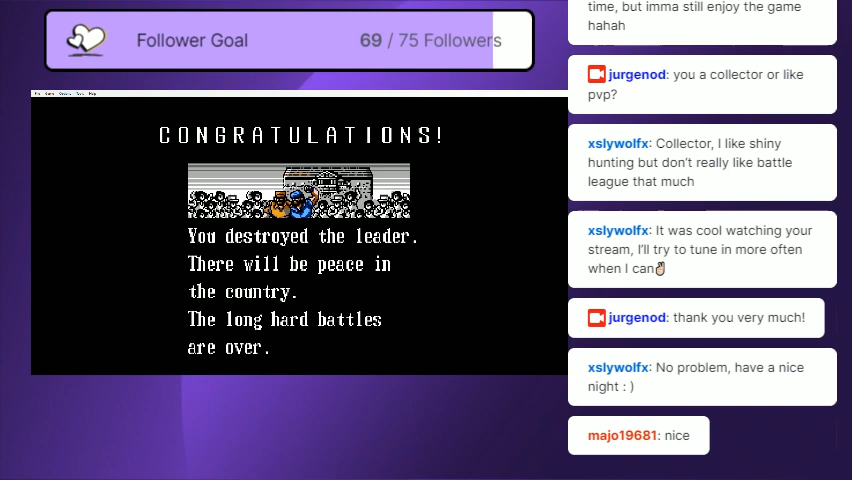 Follower Goal 69 / 75 Followers
CONGRATULATIONS!
You destroyed the leader.
There will be peace in
the country.
The long hard battles
are over.
time, but imma still enjoy the game
hahah
jurgenod: you a collector or like
pvp?
xslywolfx: Collector, I like shiny
hunting but don't really like battle
league that much
xslywolfx: It was cool watching your
stream, I'll try to tune in more often
when I can✌🏻
jurgenod: thank you very much!
xslywolfx: No problem, have a nice
night : )
majo19681: nice